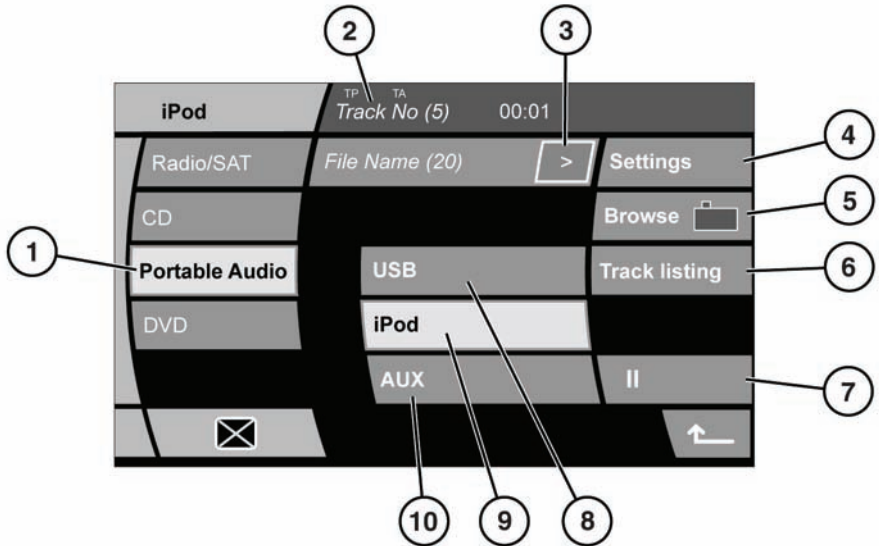 2
3
TP TA
iPod
Track No (5) 00:01
4
Radio/SAT
File Name (20)
>
Settings
5
CD
Browse
1
Portable Audio
USB
Track listing
6
DVD
iPod
AUX
II
7
10
9
8